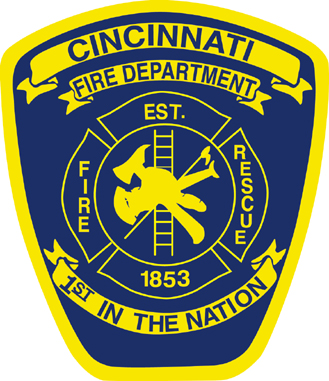 CINCINNATI
FIRE DEPARTMENT
EST.
FIRE
RESCUE
1853
1ST IN THE NATION